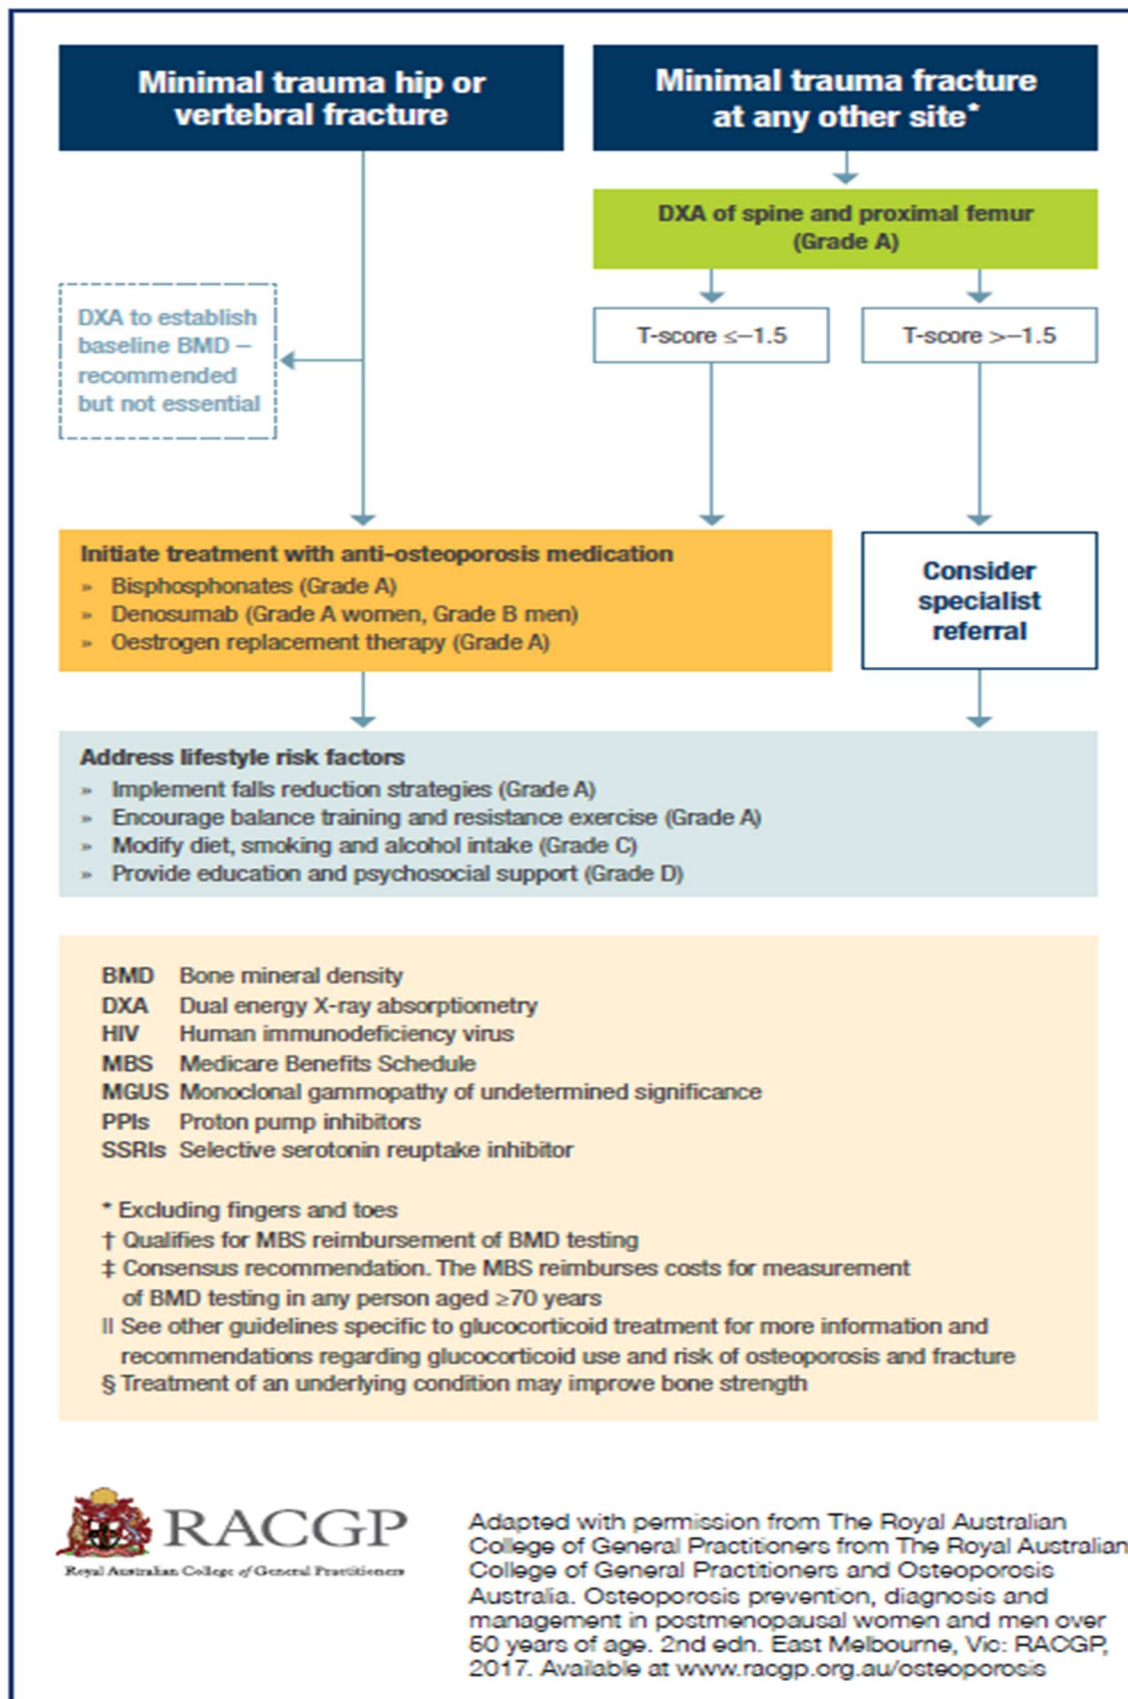 Minimal trauma hip or
vertebral fracture
Minimal trauma fracture
at any other site*
DXA of spine and proximal femur
(Grade A)
DXA to establish
baseline BMD –
recommended
but not essential
T-score ≤–1.5
T-score >–1.5
Initiate treatment with anti-osteoporosis medication
» Bisphosphonates (Grade A)
» Denosumab (Grade A women, Grade B men)
» Oestrogen replacement therapy (Grade A)
Consider
specialist
referral
Address lifestyle risk factors
» Implement falls reduction strategies (Grade A)
» Encourage balance training and resistance exercise (Grade A)
» Modify diet, smoking and alcohol intake (Grade C)
» Provide education and psychosocial support (Grade D)
BMD Bone mineral density
DXA Dual energy X-ray absorptiometry
HIV Human immunodeficiency virus
MBS Medicare Benefits Schedule
MGUS Monoclonal gammopathy of undetermined significance
PPIs Proton pump inhibitors
SSRIs Selective serotonin reuptake inhibitor
* Excluding fingers and toes
† Qualifies for MBS reimbursement of BMD testing
‡ Consensus recommendation. The MBS reimburses costs for measurement
of BMD testing in any person aged ≥70 years
II See other guidelines specific to glucocorticoid treatment for more information and
recommendations regarding glucocorticoid use and risk of osteoporosis and fracture
§ Treatment of an underlying condition may improve bone strength
RACGP
Royal Australian College of General Practitioners
Adapted with permission from The Royal Australian
College of General Practitioners from The Royal Australian
College of General Practitioners and Osteoporosis
Australia. Osteoporosis prevention, diagnosis and
management in postmenopausal women and men over
50 years of age. 2nd edn. East Melbourne, Vic: RACGP,
2017. Available at www.racgp.org.au/osteoporosis